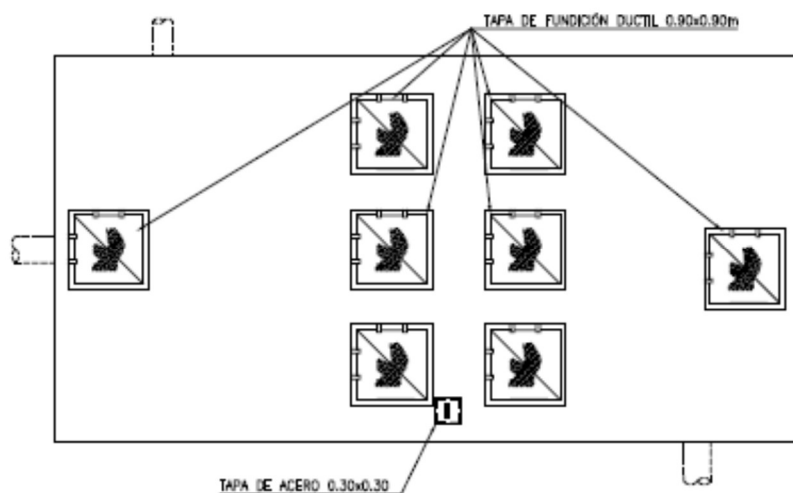 TAPA DE FUNDICIÓN DUCTIL 0.90x0.90m
TAPA DE ACERO 0.30x0.30